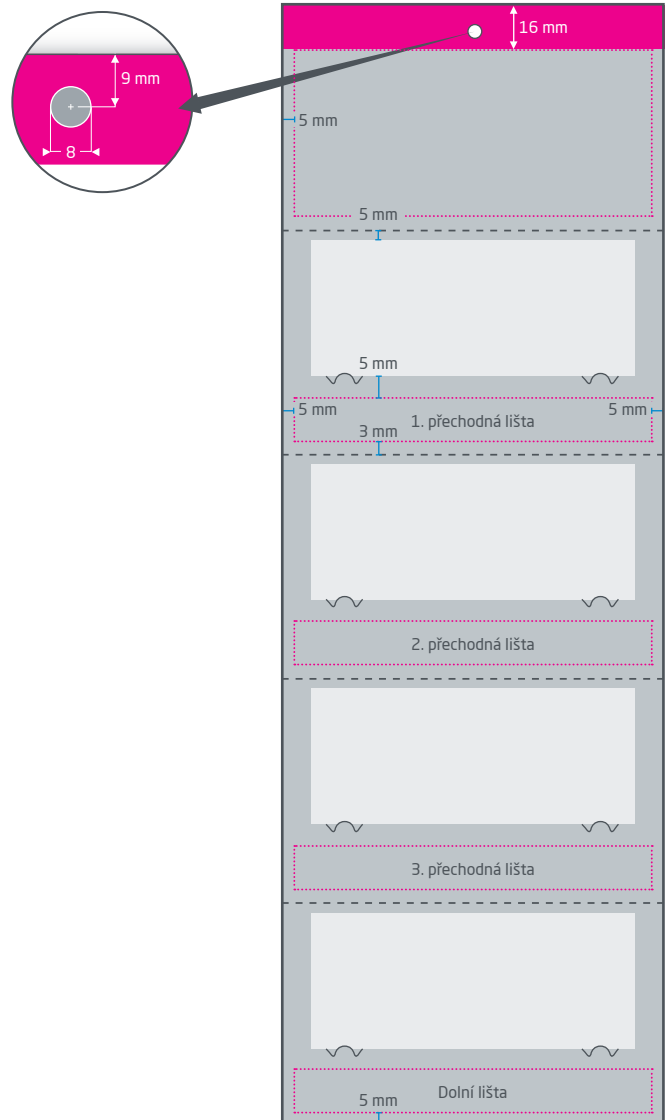 16 mm
9 mm
8
5 mm
5 mm
5 mm
5 mm
5 mm
1. přechodná lišta
3 mm
2. přechodná lišta
3. přechodná lišta
Dolní lišta
5 mm